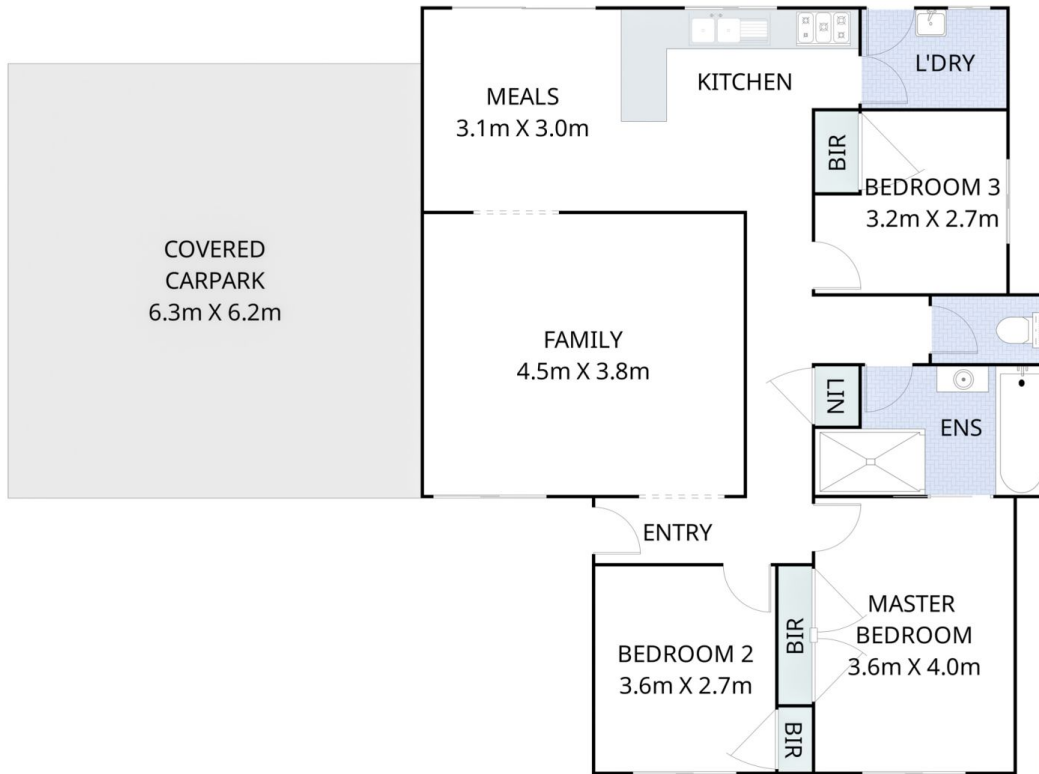 L'DRY
KITCHEN
MEALS
3.1m X 3.0m
BIR
BEDROOM 3
3.2m X 2.7m
COVERED
CARPARK
6.3m X 6.2m
FAMILY
4.5m X 3.8m
LIN
ENS
ENTRY
MASTER
BEDROOM
3.6m X 4.0m
BIR
BEDROOM 2
3.6m X 2.7m
BIR